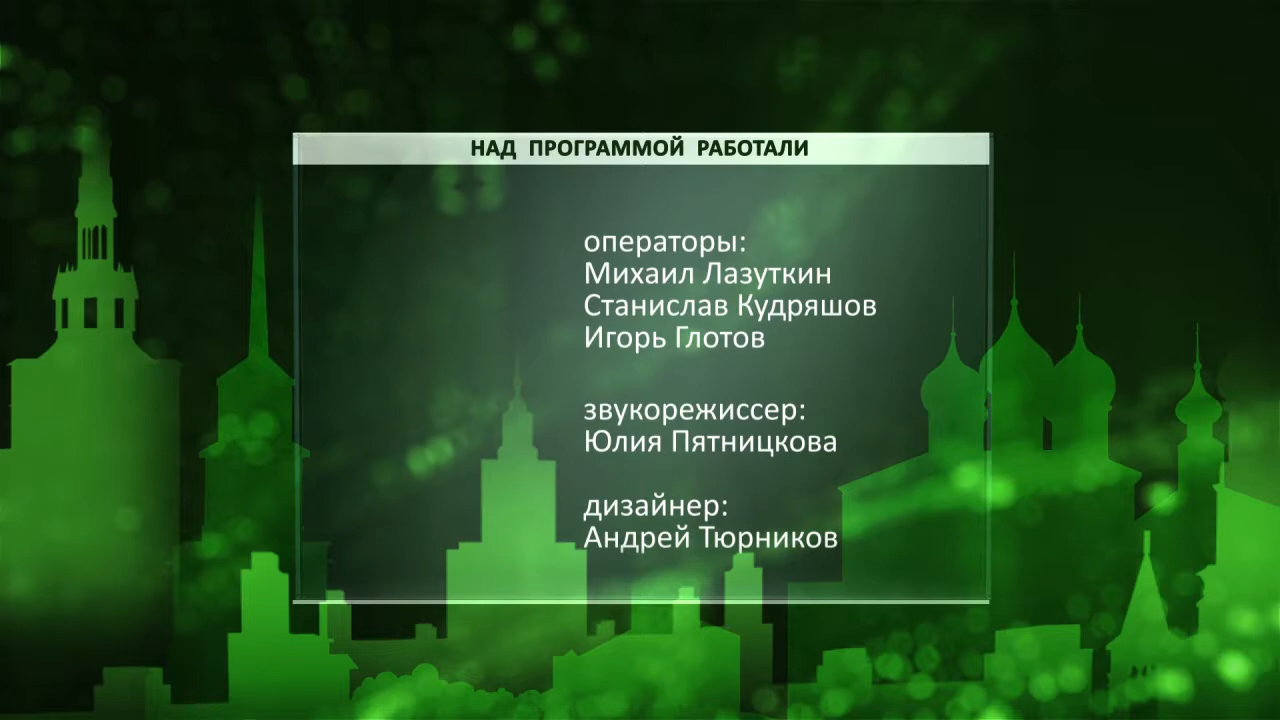 НАД ПРОГРАММОЙ РАБОТАЛИ
операторы:
Михаил Лазуткин
Станислав Кудряшов
Игорь Глотов
звукорежиссер:
Юлия Пятницкова
дизайнер:
Андрей Тюрников